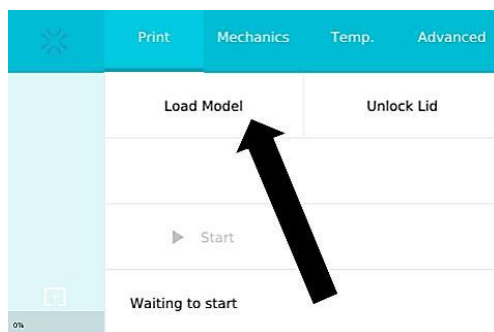 Print Mechanics Temp. Advanced
Load Model Unlock Lid
Start
Waiting to start
0%